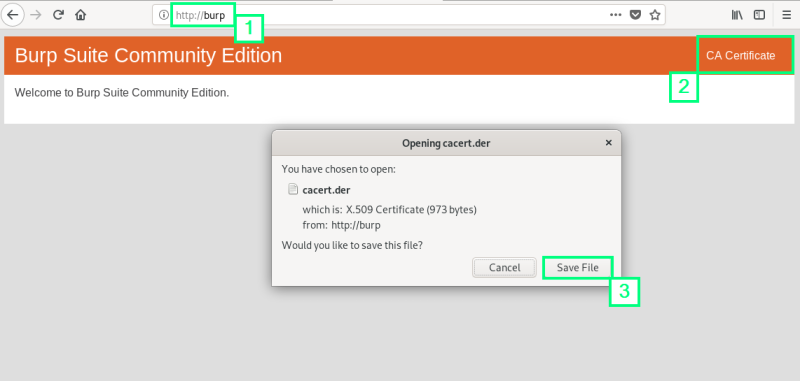 http://burp
1
Burp Suite Community Edition
CA Certificate
2
Welcome to Burp Suite Community Edition.
Opening cacert.der
You have chosen to open:
cacert.der
which is: X.509 Certificate (973 bytes)
from: http://burp
Would you like to save this file?
Cancel
Save File
3